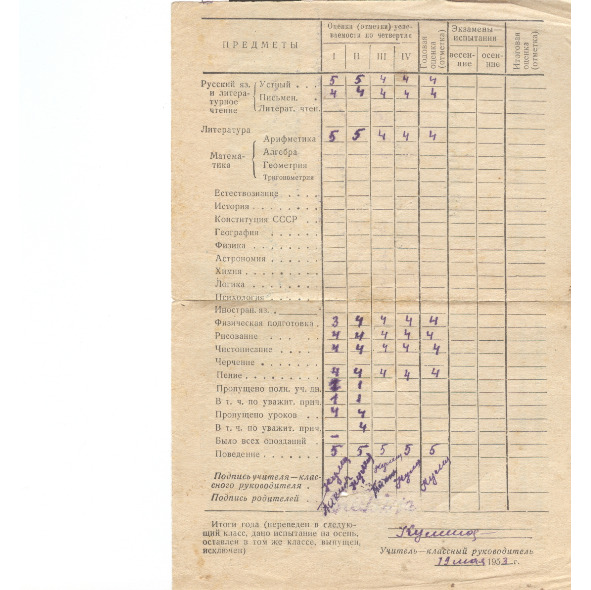 ПРЕДМЕТЫ
Оценка (отметка) успеваемости по четвертям
I II III IV
Годовая оценка (отметка)
Экзамены—испытания
весенние осенние
Итоговая оценка (отметка)
Русский яз. и литературное чтение
Устный . . . 5 5 4 4 4
Письмен. . 4 4 4 4 4
Литерат. чтен.
Литература
Математика
Арифметика 5 5 4 4 4
Алгебра
Геометрия
Тригонометрия
Естествознание . . . .
История . . . . . . .
Конституция СССР . .
География . . . . . .
Физика . . . . . . .
Астрономия . . . . .
Химия . . . . . . . .
Логика . . . . . . .
Психология . . . . .
Иностран. яз. . . . .
Физическая подготовка . 3 4 4 4 4
Рисование . . . . . 4 4 4 4 4
Чистописание . . . . 4 4 4 4 4
Черчение . . . . . .
Пение . . . . . . . 4 4 4 4 4
Пропущено полн. уч. дн. 1 1
В т. ч. по уважит. прич. 1 1
Пропущено уроков . . 4 4
В т. ч. по уважит. прич. 4
Было всех опозданий –
Поведение . . . . . 5 5 5 5 5
Подпись учителя—классного руководителя . .
Подпись родителей . .
Итоги года (переведен в следующий класс, дано испытание на осень,
оставлен в том же классе, выпущен,
исключен)
Учитель—классный руководитель
19 мая 1953 г.